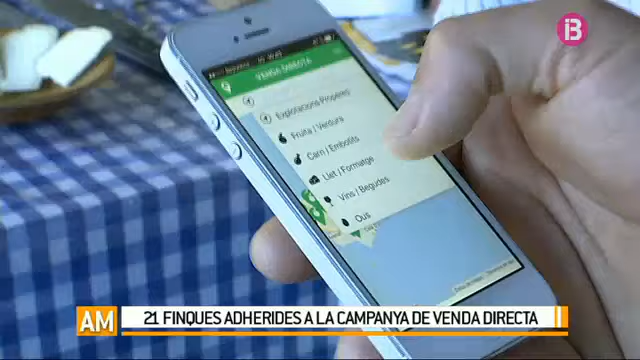 iB
VENDA DIRECTA
Explotacions Properes
Fruita / Verdura
Carn / Embotits
Llet / Formatge
Vins / Begudes
Ous
AM 21 FINQUES ADHERIDES A LA CAMPANYA DE VENDA DIRECTA